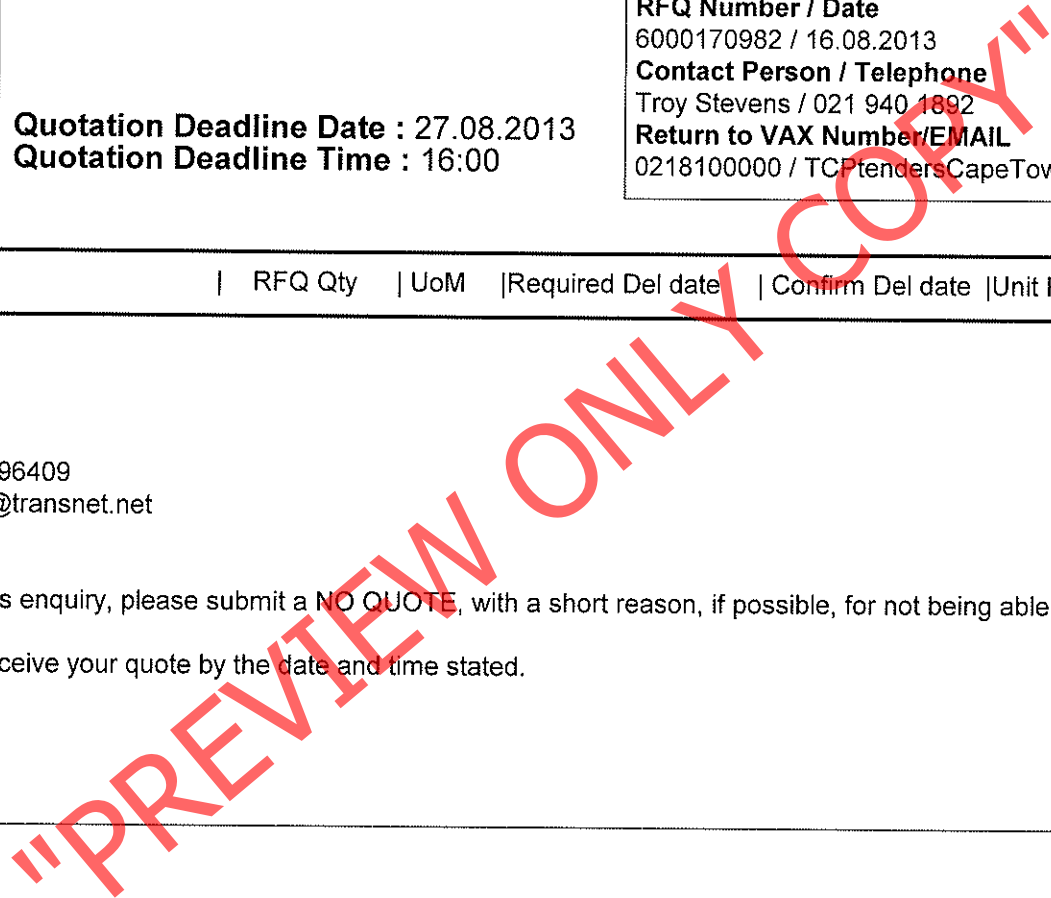 RFQ Number / Date
6000170982 / 16.08.2013
Contact Person / Telephone
Troy Stevens / 021 940 1892
Return to VAX Number/EMAIL
0218100000 / TCPtendersCapeTow
Quotation Deadline Date : 27.08.2013
Quotation Deadline Time : 16:00
| RFQ Qty | UoM |Required Del date | Confirm Del date |Unit
96409
@transnet.net
s enquiry, please submit a NO QUOTE, with a short reason, if possible, for not being able
ceive your quote by the date and time stated.
"PREVIEW ONLY COPY"